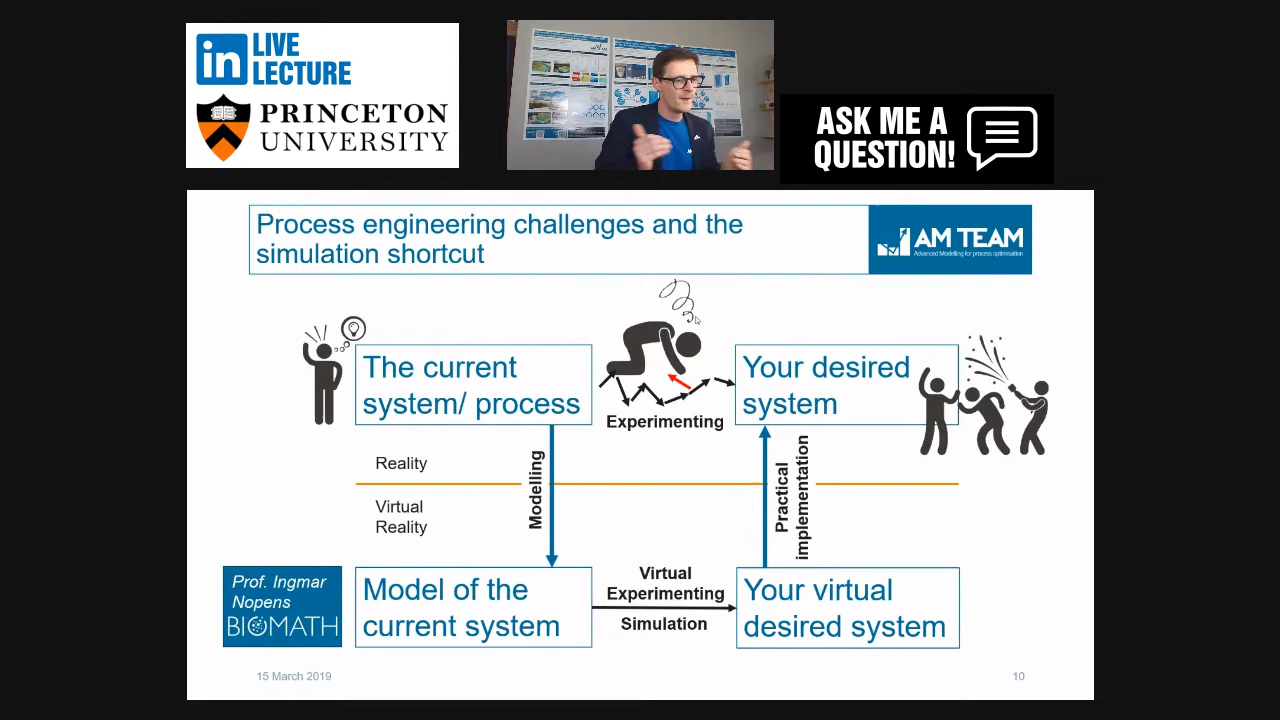 in LIVE
LECTURE
PRINCETON
UNIVERSITY
ASK ME A
QUESTION!
Process engineering challenges and the
simulation shortcut
AM TEAM
Advanced Modelling for process optimisation
The current
system/ process
Experimenting
Your desired
system
Reality
Virtual
Reality
Modelling
Practical
implementation
Prof. Ingmar
Nopens
BIOMATH
Model of the
current system
Virtual
Experimenting
Simulation
Your virtual
desired system
15 March 2019
10